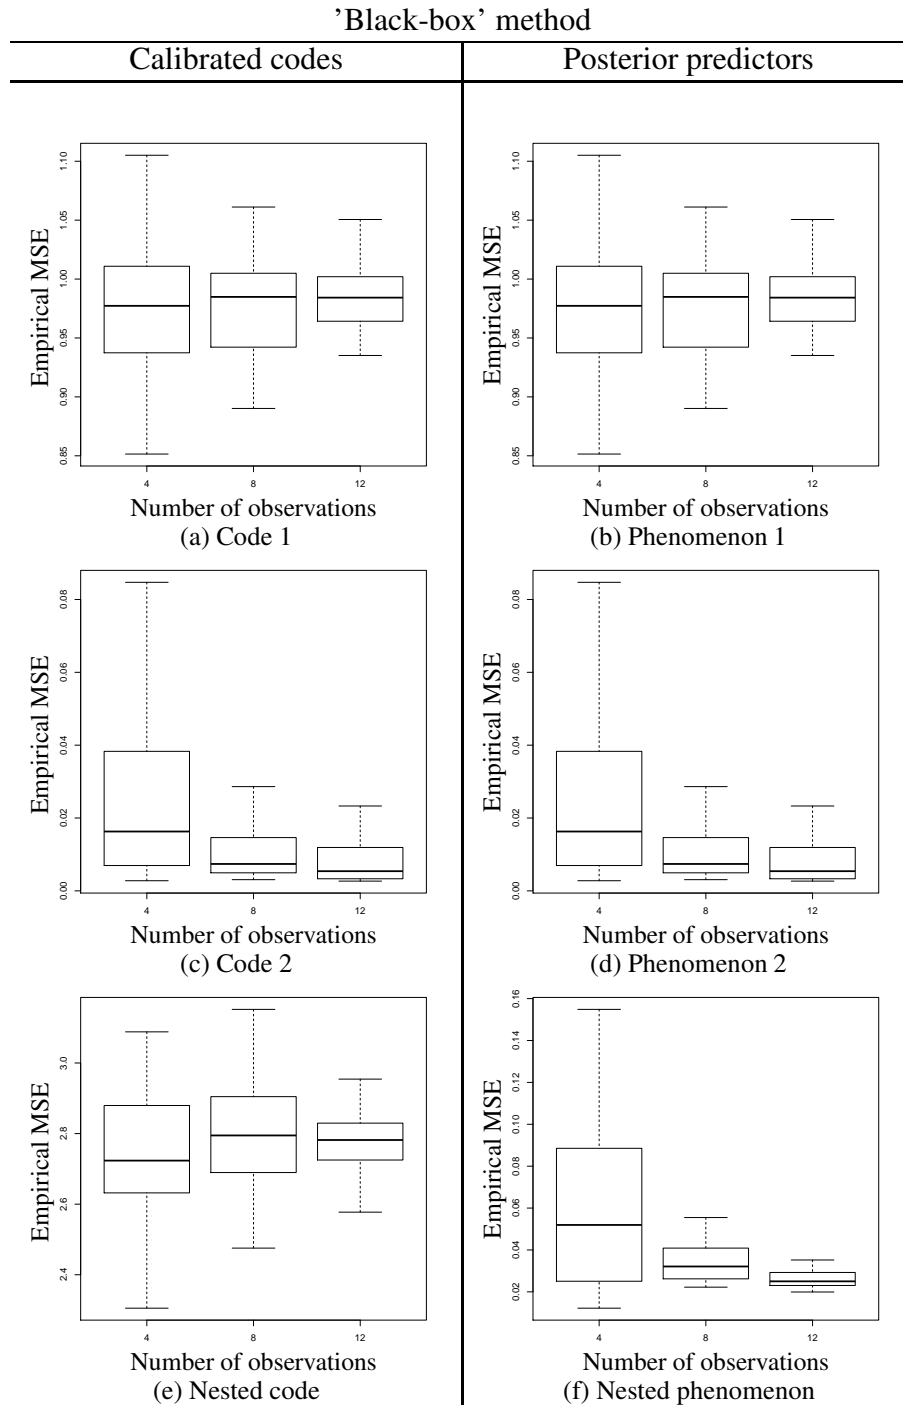 ’Black-box’ method
Calibrated codes
Posterior predictors
Empirical MSE
1.10
1.05
1.00
0.95
0.90
0.85
4 8 12
Number of observations
(a) Code 1
Empirical MSE
1.10
1.05
1.00
0.95
0.90
0.85
4 8 12
Number of observations
(b) Phenomenon 1
Empirical MSE
0.08
0.06
0.04
0.02
0.00
4 8 12
Number of observations
(c) Code 2
Empirical MSE
0.08
0.06
0.04
0.02
0.00
4 8 12
Number of observations
(d) Phenomenon 2
Empirical MSE
3.0
2.8
2.6
2.4
4 8 12
Number of observations
(e) Nested code
Empirical MSE
0.16
0.14
0.12
0.10
0.08
0.06
0.04
0.02
4 8 12
Number of observations
(f) Nested phenomenon